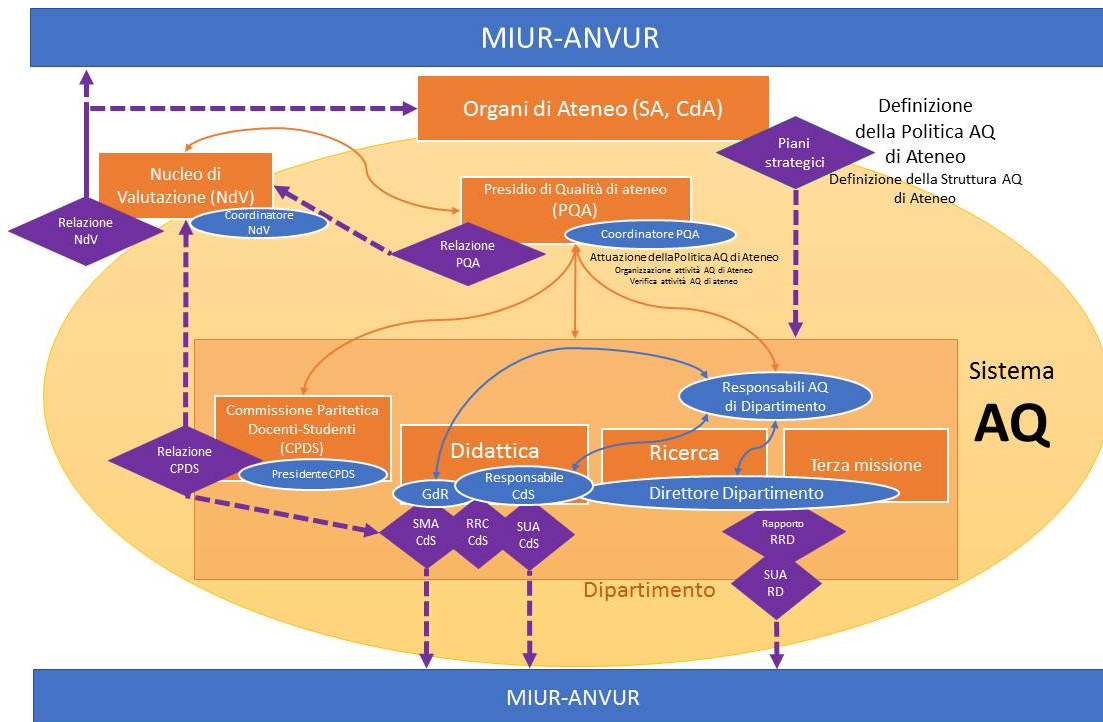 MIUR-ANVUR
Organi di Ateneo (SA, CdA)
Definizione
della Politica AQ
di Ateneo
Definizione della Struttura AQ
di Ateneo
Piani
strategici
Nucleo di
Valutazione (NdV)
Coordinatore
NdV
Relazione
NdV
Presidio di Qualità di ateneo
(PQA)
Coordinatore PQA
Relazione
PQA
Attuazione della Politica AQ di Ateneo
Organizzazione attività AQ di Ateneo
Verifica attività AQ di ateneo
Sistema
AQ
Responsabili AQ
di Dipartimento
Commissione Paritetica
Docenti-Studenti
(CPDS)
Presidente CPDS
Relazione
CPDS
Didattica
Ricerca
Terza missione
GdR
Responsabile
CdS
Direttore Dipartimento
SMA
CdS
RRC
CdS
SUA
CdS
Rapporto
RRD
SUA
RD
Dipartimento
MIUR-ANVUR